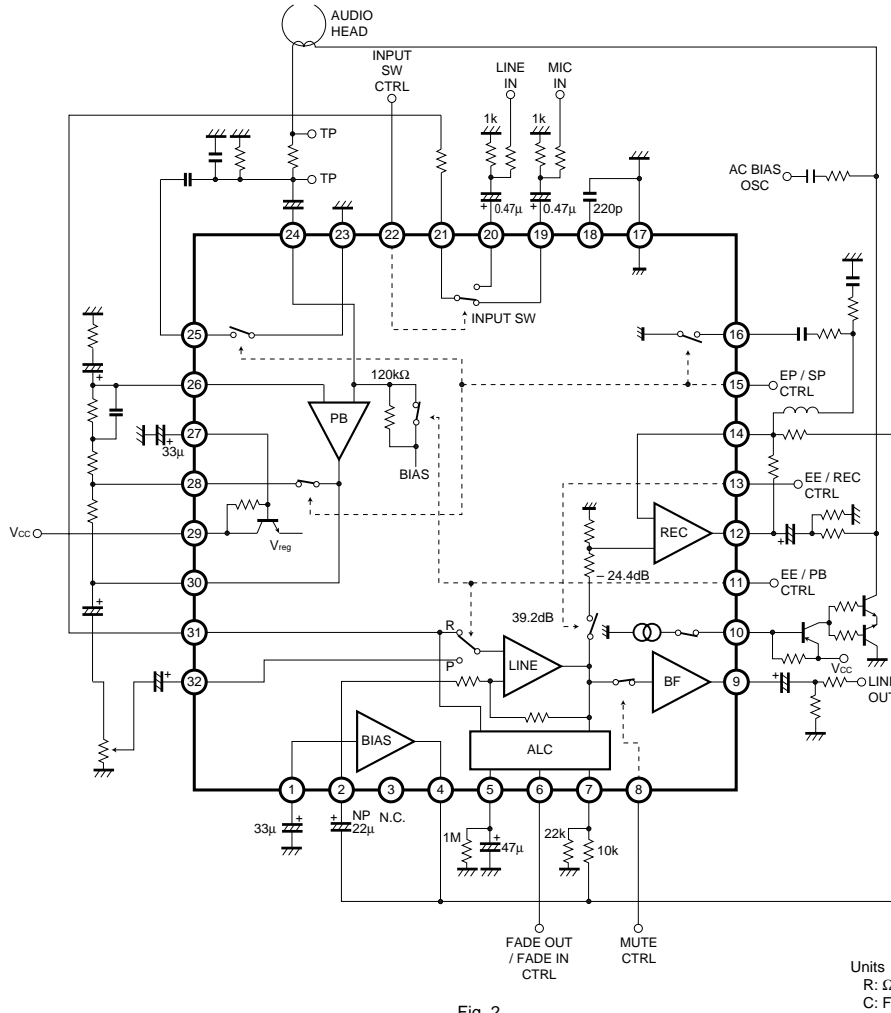 AUDIO
HEAD
INPUT
SW
CTRL
LINE
IN
MIC
IN
1k
1k
TP
TP
AC BIAS
OSC
+
0.47μ
+
0.47μ
220p
24
23
22
21
20
19
18
17
INPUT SW
25
16
26
120kΩ
15
EP / SP
CTRL
+
PB
27
14
+
33μ
BIAS
28
13
EE / REC
CTRL
VCC
29
Vreg
REC
12
+
30
– 24.4dB
11
EE / PB
CTRL
+
39.2dB
31
R
10
VCC
LINE
P
32
+
BF
9
+
LINE
OUT
BIAS
ALC
1
2
3
4
5
6
7
8
33μ
+
+
NP
22μ
N.C.
1M
+
47μ
22k
10k
FADE OUT
/ FADE IN
CTRL
MUTE
CTRL
Units
R: Ω
C: F
Fig. 2